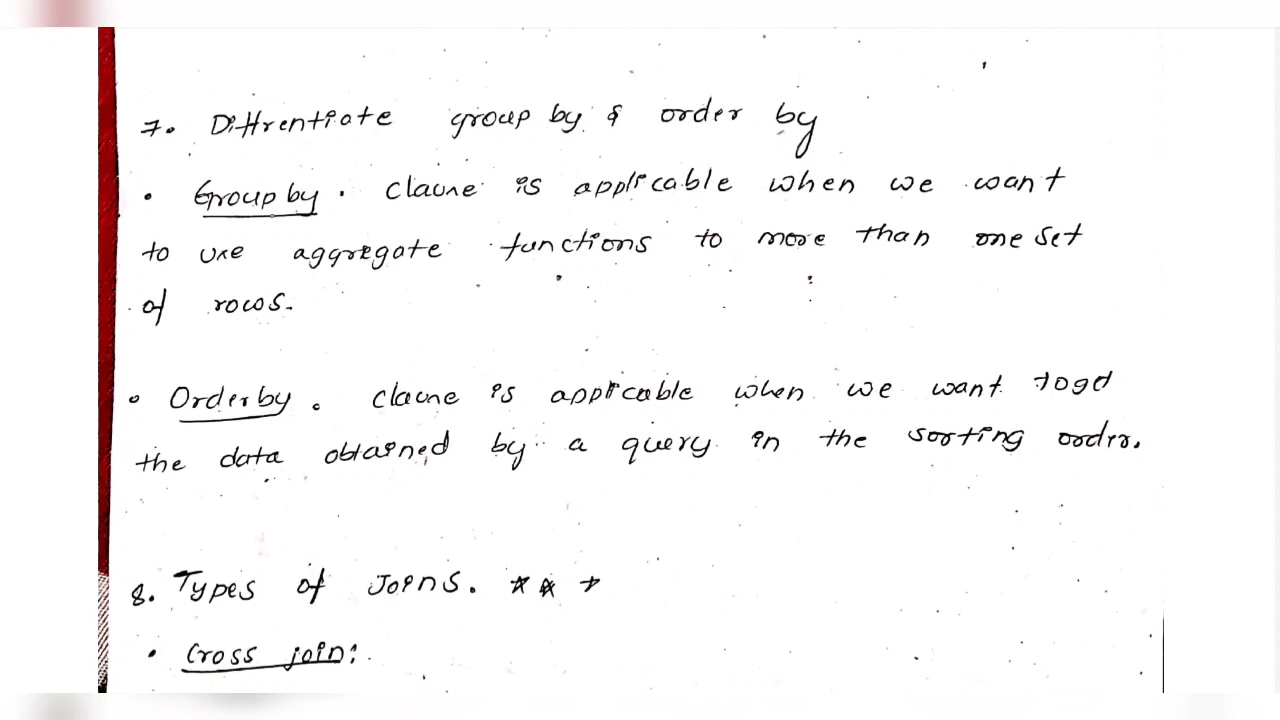 7. Diffrentiate group by & order by
• Group by. clause is applicable when we want
to use aggregate functions to more than one set
of rows.
• Order by. clause is applicable when we want to get
the data obtained by a query in the sorting order.
8. Types of Joins. ***
• Cross join: